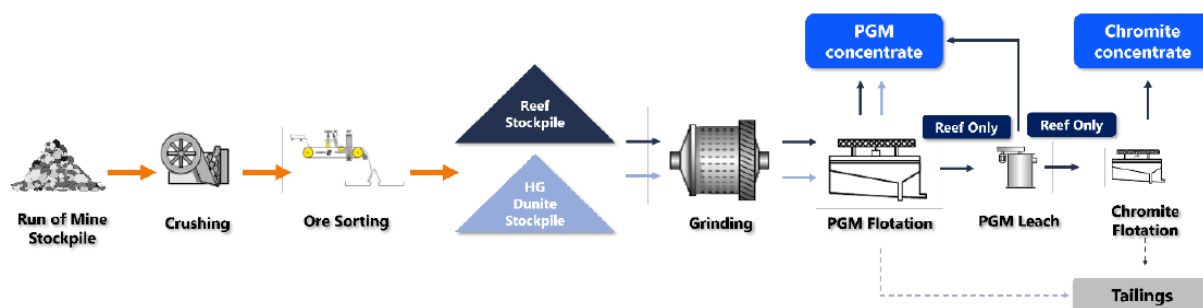 PGM
concentrate
Chromite
concentrate
Reef
Stockpile
Reef Only
Reef Only
HG
Dunite
Stockpile
Run of Mine
Stockpile
Crushing
Ore Sorting
Grinding
PGM Flotation
PGM Leach
Chromite
Flotation
Tailings